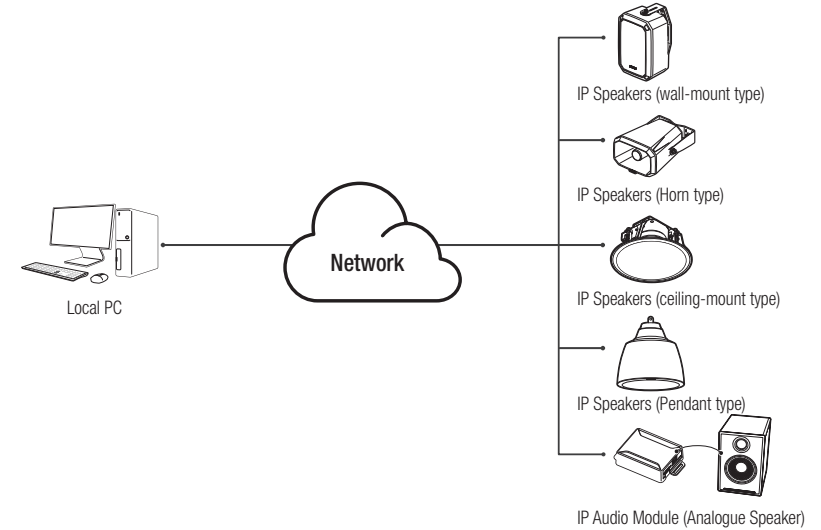 IP Speakers (wall-mount type)
IP Speakers (Horn type)
Network
IP Speakers (ceiling-mount type)
Local PC
IP Speakers (Pendant type)
IP Audio Module (Analogue Speaker)